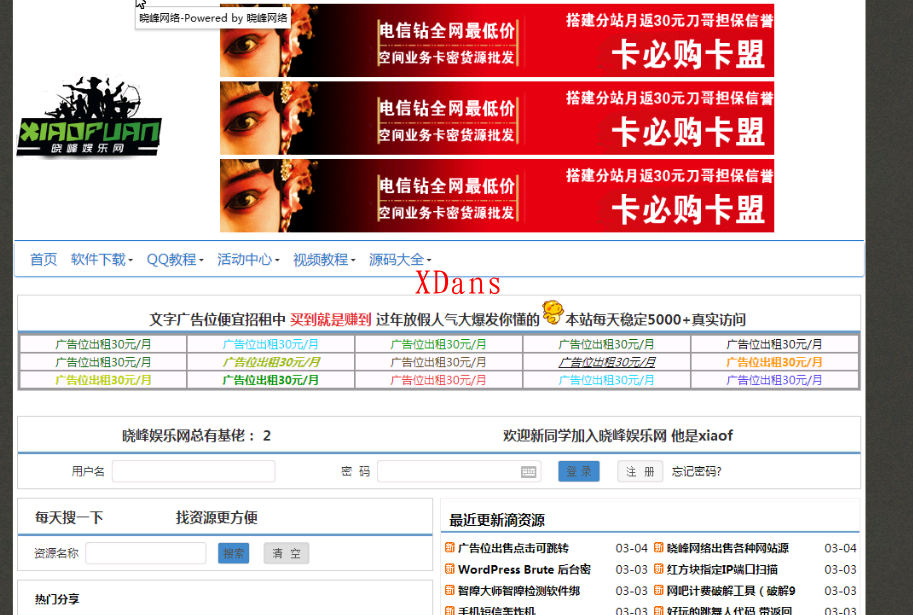 晓峰网络-Powered by 晓峰网络
电信钻全网最低价
空间业务卡密货源批发
搭建分站月返30元刀哥担保信誉
卡必购卡盟
电信钻全网最低价
空间业务卡密货源批发
搭建分站月返30元刀哥担保信誉
卡必购卡盟
电信钻全网最低价
空间业务卡密货源批发
搭建分站月返30元刀哥担保信誉
卡必购卡盟
XIAOFUAN
晓峰娱乐网
首页 软件下载 QQ教程 活动中心 视频教程 源码大全
XDans
文字广告位便宜招租中 买到就是赚到 过年放假人气大爆发你懂的 本站每天稳定5000+真实访问
广告位出租30元/月 广告位出租30元/月 广告位出租30元/月 广告位出租30元/月 广告位出租30元/月
广告位出租30元/月 广告位出租30元/月 广告位出租30元/月 广告位出租30元/月 广告位出租30元/月
广告位出租30元/月 广告位出租30元/月 广告位出租30元/月 广告位出租30元/月 广告位出租30元/月
晓峰娱乐网总有基佬： 2 欢迎新同学加入晓峰娱乐网 他是xiaof
用户名 密 码 登 录 注 册 忘记密码?
每天搜一下 找资源更方便
资源名称 搜索 清 空
热门分享
最近更新滴资源
广告位出售点击可跳转 03-04 晓峰网络出售各种网站源 03-04
WordPress Brute 后台密 03-03 红方块指定IP端口扫描 03-03
智障大师智障检测软件绑 03-03 网吧计费破解工具（破解9 03-03
手机短信轰炸机 03-03 好玩的跳舞人代码 带返回 03-03